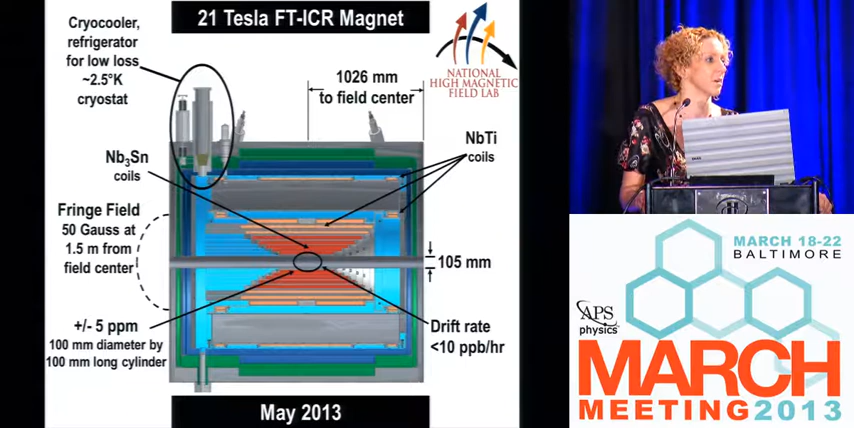 21 Tesla FT-ICR Magnet
Cryocooler,
refrigerator
for low loss
~2.5°K
cryostat
1026 mm
to field center
NATIONAL
HIGH MAGNETIC
FIELD LAB
Nb₃Sn
coils
NbTi
coils
Fringe Field
50 Gauss at
1.5 m from
field center
105 mm
+/- 5 ppm
100 mm diameter by
100 mm long cylinder
Drift rate
<10 ppb/hr
May 2013
MARCH 18-22
BALTIMORE
APS
physics
MARCH
MEETING2013